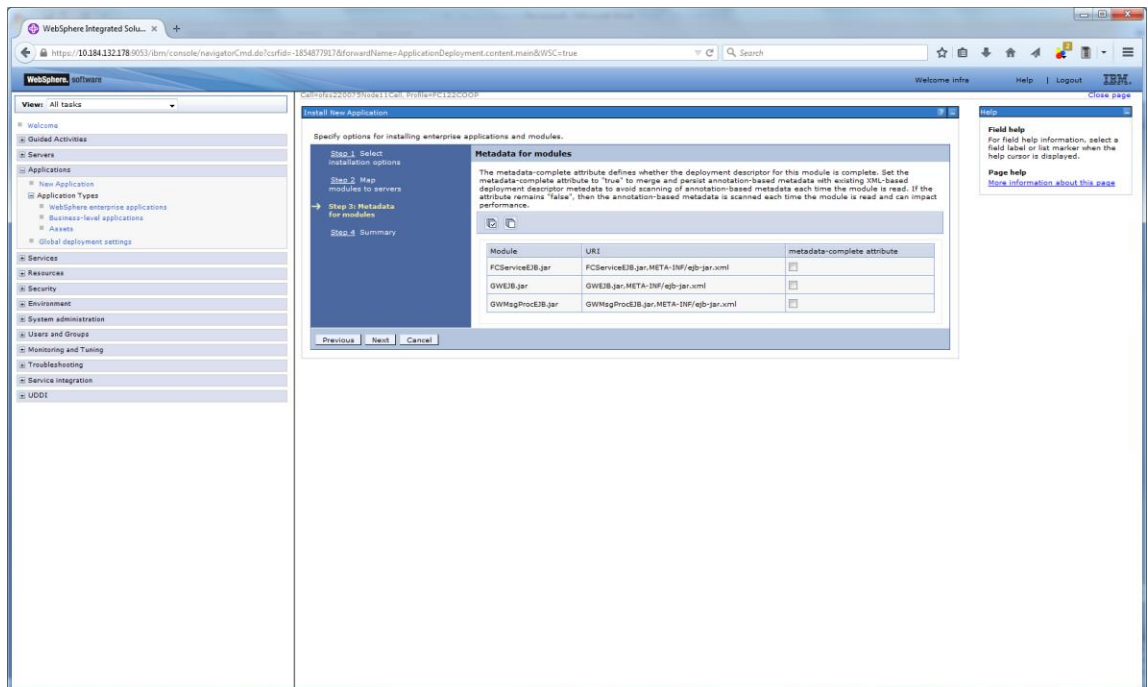 WebSphere Integrated Solu... × +
https://10.184.132.178:9053/ibm/console/navigatorCmd.do?csrfid=-1854877917&forwardName=ApplicationDeployment.content.main&WSC=true
Search
2
WebSphere. software
Welcome infra
Help | Logout
IBM.
View: All tasks
Welcome
Guided Activities
Servers
Applications
New Application
Application Types
WebSphere enterprise applications
Business-level applications
Assets
Global deployment settings
Services
Resources
Security
Environment
System administration
Users and Groups
Monitoring and Tuning
Troubleshooting
Service integration
UDDI
Cell=ofss220075Node11Cell, Profile=FC122COOP
Close page
Install New Application
Specify options for installing enterprise applications and modules.
Step 1 Select
installation options
Step 2 Map
modules to servers
Step 3: Metadata
for modules
Step 4 Summary
Metadata for modules
The metadata-complete attribute defines whether the deployment descriptor for this module is complete. Set the
metadata-complete attribute to "true" to merge and persist annotation-based metadata with existing XML-based
deployment descriptor metadata to avoid scanning of annotation-based metadata each time the module is read. If the
attribute remains "false", then the annotation-based metadata is scanned each time the module is read and can impact
performance.
Module URI metadata-complete attribute
FCServiceEJB.jar FCServiceEJB.jar,META-INF/ejb-jar.xml
GWEJB.jar GWEJB.jar,META-INF/ejb-jar.xml
GWMsgProcEJB.jar GWMsgProcEJB.jar,META-INF/ejb-jar.xml
Previous Next Cancel
Help
Field help
For field help information, select a
field label or list marker when the
help cursor is displayed.
Page help
More information about this page